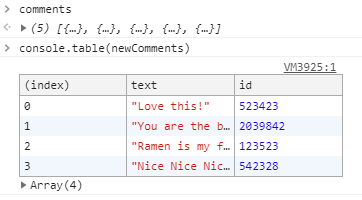 comments
(5) [{…}, {…}, {…}, {…}, {…}]
console.table(newComments)
VM3925:1
(index) text id
0 "Love this!" 523423
1 "You are the b… 2039842
2 "Ramen is my f… 123523
3 "Nice Nice Nic… 542328
Array(4)